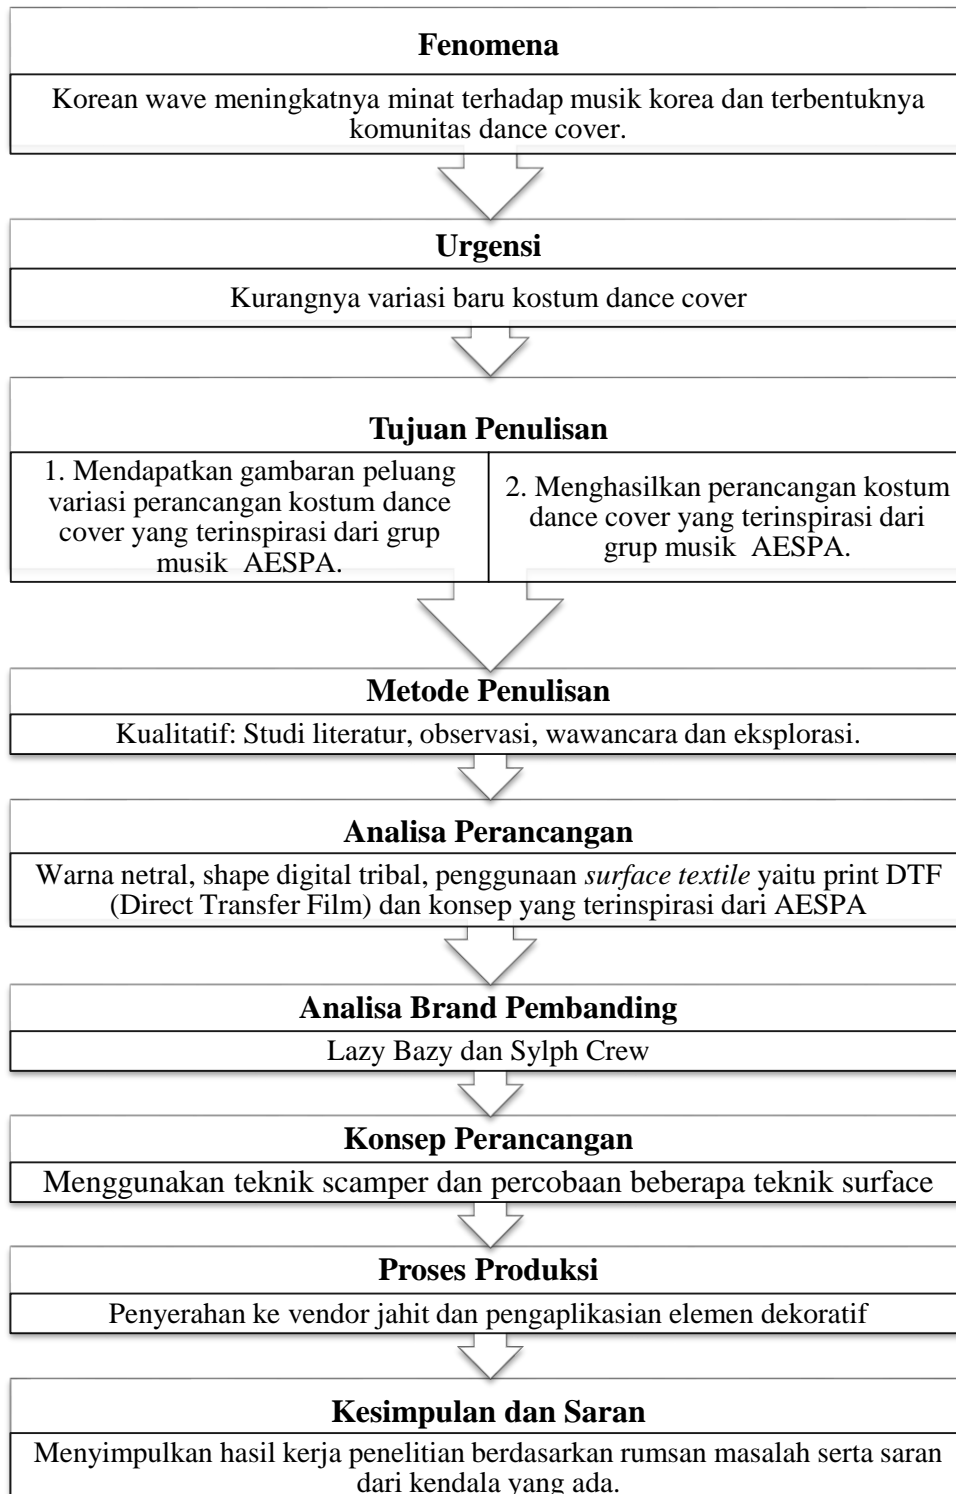 Fenomena
Korean wave meningkatnya minat terhadap musik korea dan terbentuknya
komunitas dance cover.
Urgensi
Kurangnya variasi baru kostum dance cover
Tujuan Penulisan
1. Mendapatkan gambaran peluang
variasi perancangan kostum dance
cover yang terinspirasi dari grup
musik AESPA.
2. Menghasilkan perancangan kostum
dance cover yang terinspirasi dari
grup musik AESPA.
Metode Penulisan
Kualitatif: Studi literatur, observasi, wawancara dan eksplorasi.
Analisa Perancangan
Warna netral, shape digital tribal, penggunaan surface textile yaitu print DTF
(Direct Transfer Film) dan konsep yang terinspirasi dari AESPA
Analisa Brand Pembanding
Lazy Bazy dan Sylph Crew
Konsep Perancangan
Menggunakan teknik scamper dan percobaan beberapa teknik surface
Proses Produksi
Penyerahan ke vendor jahit dan pengaplikasian elemen dekoratif
Kesimpulan dan Saran
Menyimpulkan hasil kerja penelitian berdasarkan rumsan masalah serta saran
dari kendala yang ada.